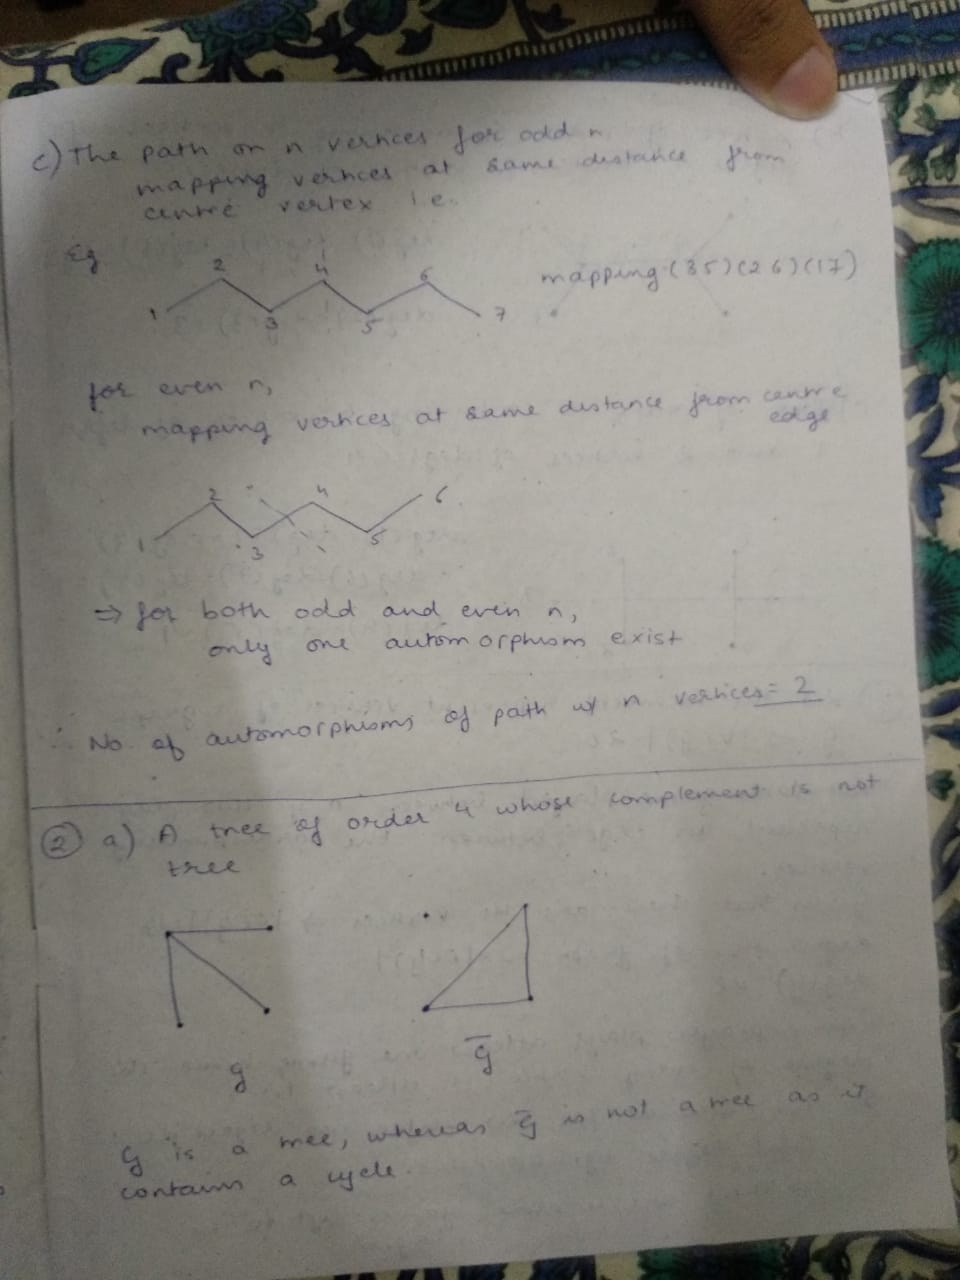 c) The path on n vertices for odd n
mapping vertices at same distance from
centre vertex i.e.
Eg
1 2 3 4 5 6 7
mapping (35)(26)(17)
for even n,
mapping vertices at same distance from centre
edge
1 2 3 4 5 6
⇒ for both odd and even n,
only one automorphism exist
∴ No. of automorphisms of path w/ n vertices = 2
② a) A tree of order 4 whose complement is not
tree
G
G̅
G is a tree, whereas G̅ is not a tree as it
contains a cycle.